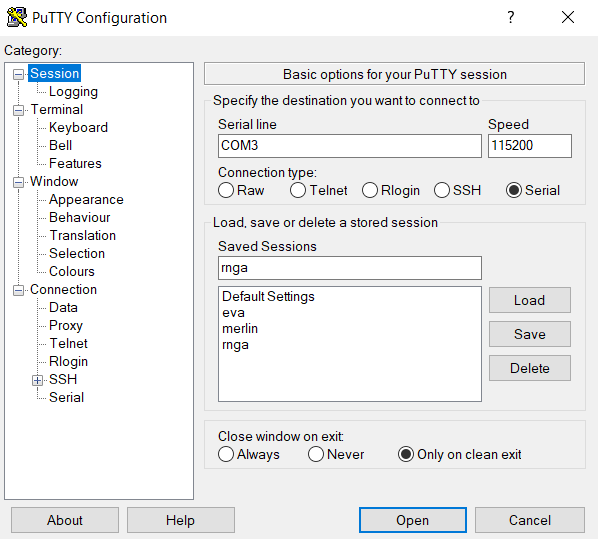 PuTTY Configuration
?
Category:
Session
Logging
Terminal
Keyboard
Bell
Features
Window
Appearance
Behaviour
Translation
Selection
Colours
Connection
Data
Proxy
Telnet
Rlogin
SSH
Serial
Basic options for your PuTTY session
Specify the destination you want to connect to
Serial line Speed
COM3 115200
Connection type:
Raw Telnet Rlogin SSH Serial
Load, save or delete a stored session
Saved Sessions
rnga
Default Settings
eva
merlin
rnga
Load
Save
Delete
Close window on exit:
Always Never Only on clean exit
About Help Open Cancel